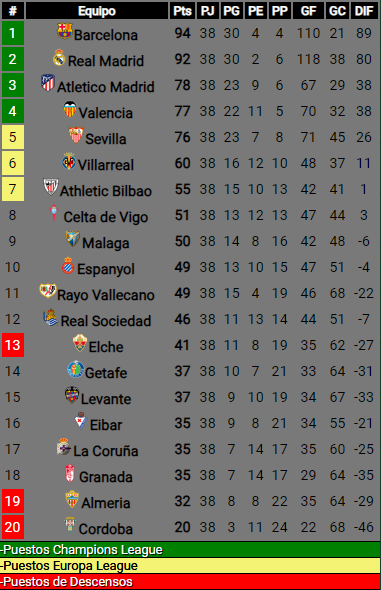 # Equipo Pts PJ PG PE PP GF GC DIF
1 Barcelona 94 38 30 4 4 110 21 89
2 Real Madrid 92 38 30 2 6 118 38 80
3 Atletico Madrid 78 38 23 9 6 67 29 38
4 Valencia 77 38 22 11 5 70 32 38
5 Sevilla 76 38 23 7 8 71 45 26
6 Villarreal 60 38 16 12 10 48 37 11
7 Athletic Bilbao 55 38 15 10 13 42 41 1
8 Celta de Vigo 51 38 13 12 13 47 44 3
9 Malaga 50 38 14 8 16 42 48 -6
10 Espanyol 49 38 13 10 15 47 51 -4
11 Rayo Vallecano 49 38 15 4 19 46 68 -22
12 Real Sociedad 46 38 11 13 14 44 51 -7
13 Elche 41 38 11 8 19 35 62 -27
14 Getafe 37 38 10 7 21 33 64 -31
15 Levante 37 38 9 10 19 34 67 -33
16 Eibar 35 38 9 8 21 34 55 -21
17 La Coruña 35 38 7 14 17 35 60 -25
18 Granada 35 38 7 14 17 29 64 -35
19 Almeria 32 38 8 8 22 35 64 -29
20 Cordoba 20 38 3 11 24 22 68 -46
-Puestos Champions League
-Puestos Europa League
-Puestos de Descensos